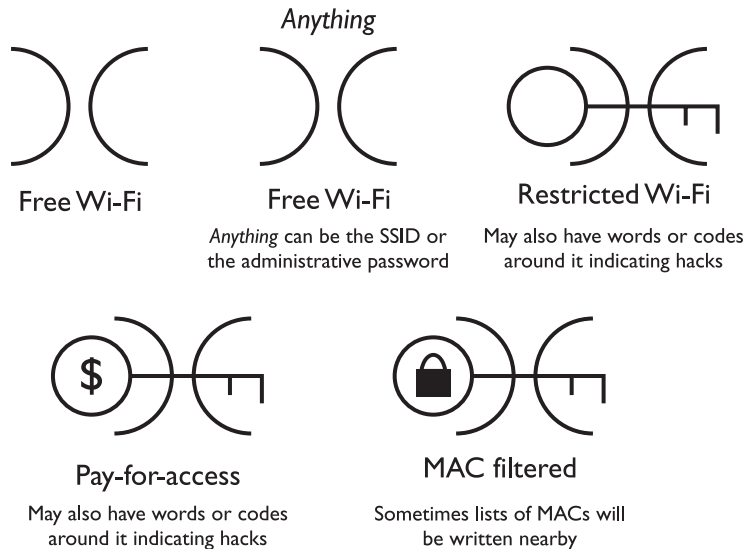 Anything
Free Wi-Fi
Free Wi-Fi
Anything can be the SSID or
the administrative password
Restricted Wi-Fi
May also have words or codes
around it indicating hacks
$
Pay-for-access
May also have words or codes
around it indicating hacks
MAC filtered
Sometimes lists of MACs will
be written nearby